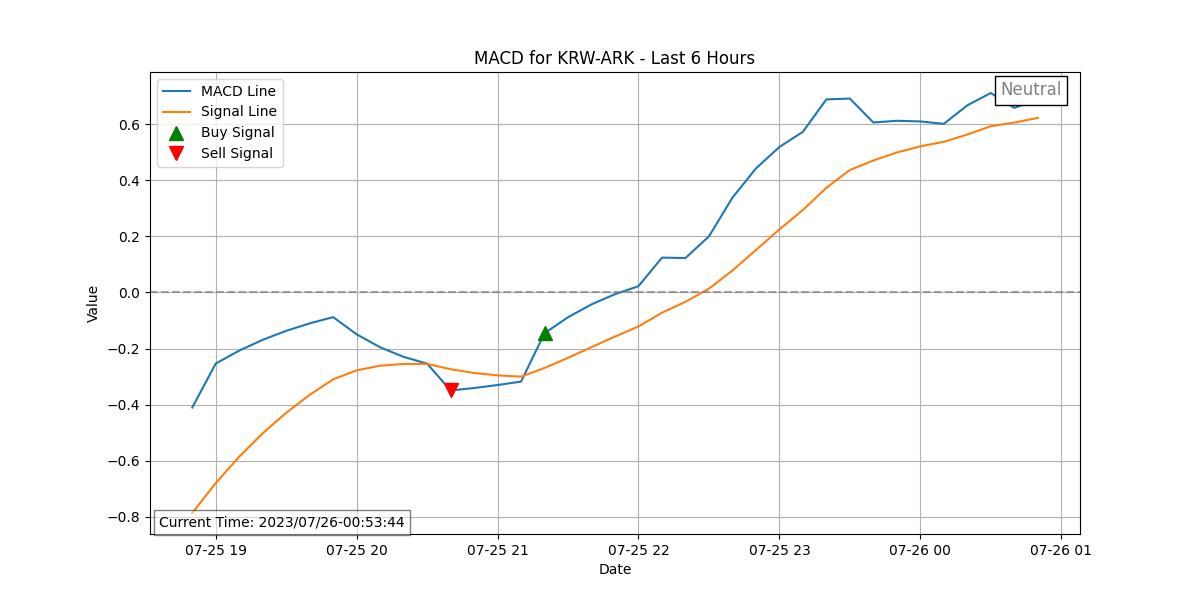 MACD for KRW-ARK - Last 6 Hours
MACD Line
Signal Line
Buy Signal
Sell Signal
Neutral
0.6
0.4
0.2
0.0
−0.2
−0.4
−0.6
−0.8
Value
Current Time: 2023/07/26-00:53:44
07-25 19
07-25 20
07-25 21
07-25 22
07-25 23
07-26 00
07-26 01
Date